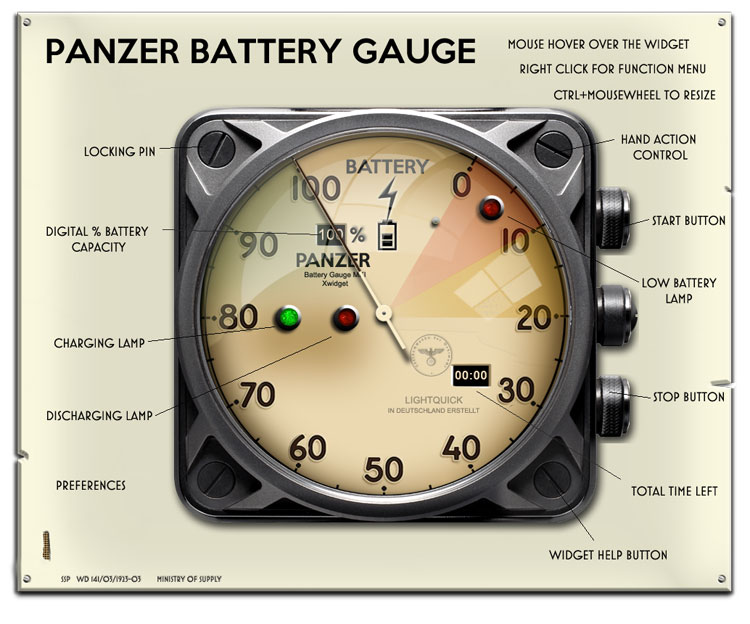 PANZER BATTERY GAUGE
MOUSE HOVER OVER THE WIDGET
RIGHT CLICK FOR FUNCTION MENU
CTRL+MOUSEWHEEL TO RESIZE
LOCKING PIN
HAND ACTION
CONTROL
BATTERY
100
0
START BUTTON
DIGITAL % BATTERY
CAPACITY
100 %
90
10
PANZER
Battery Gauge
Xwidget
LOW BATTERY
LAMP
80
20
CHARGING LAMP
00:00
70
30
STOP BUTTON
LIGHTQUICK
IN DEUTSCHLAND ERSTELLT
DISCHARGING LAMP
60
40
50
PREFERENCES
TOTAL TIME LEFT
WIDGET HELP BUTTON
SSP WD 141/03/1923-03 MINISTRY OF SUPPLY